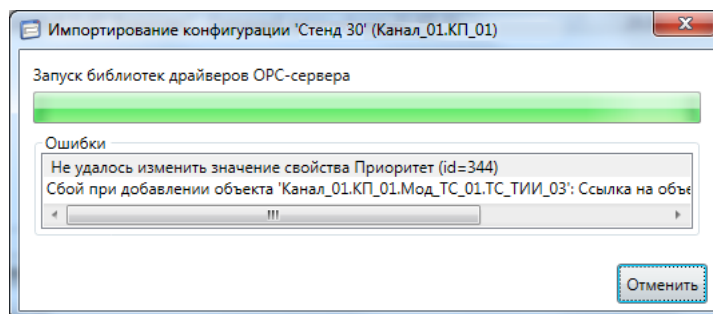 Импортирование конфигурации 'Стенд 30' (Канал_01.КП_01)
Запуск библиотек драйверов OPC-сервера
Ошибки
Не удалось изменить значение свойства Приоритет (id=344)
Сбой при добавлении объекта 'Канал_01.КП_01.Мод_ТС_01.ТС_ТИИ_03': Ссылка на
Отменить